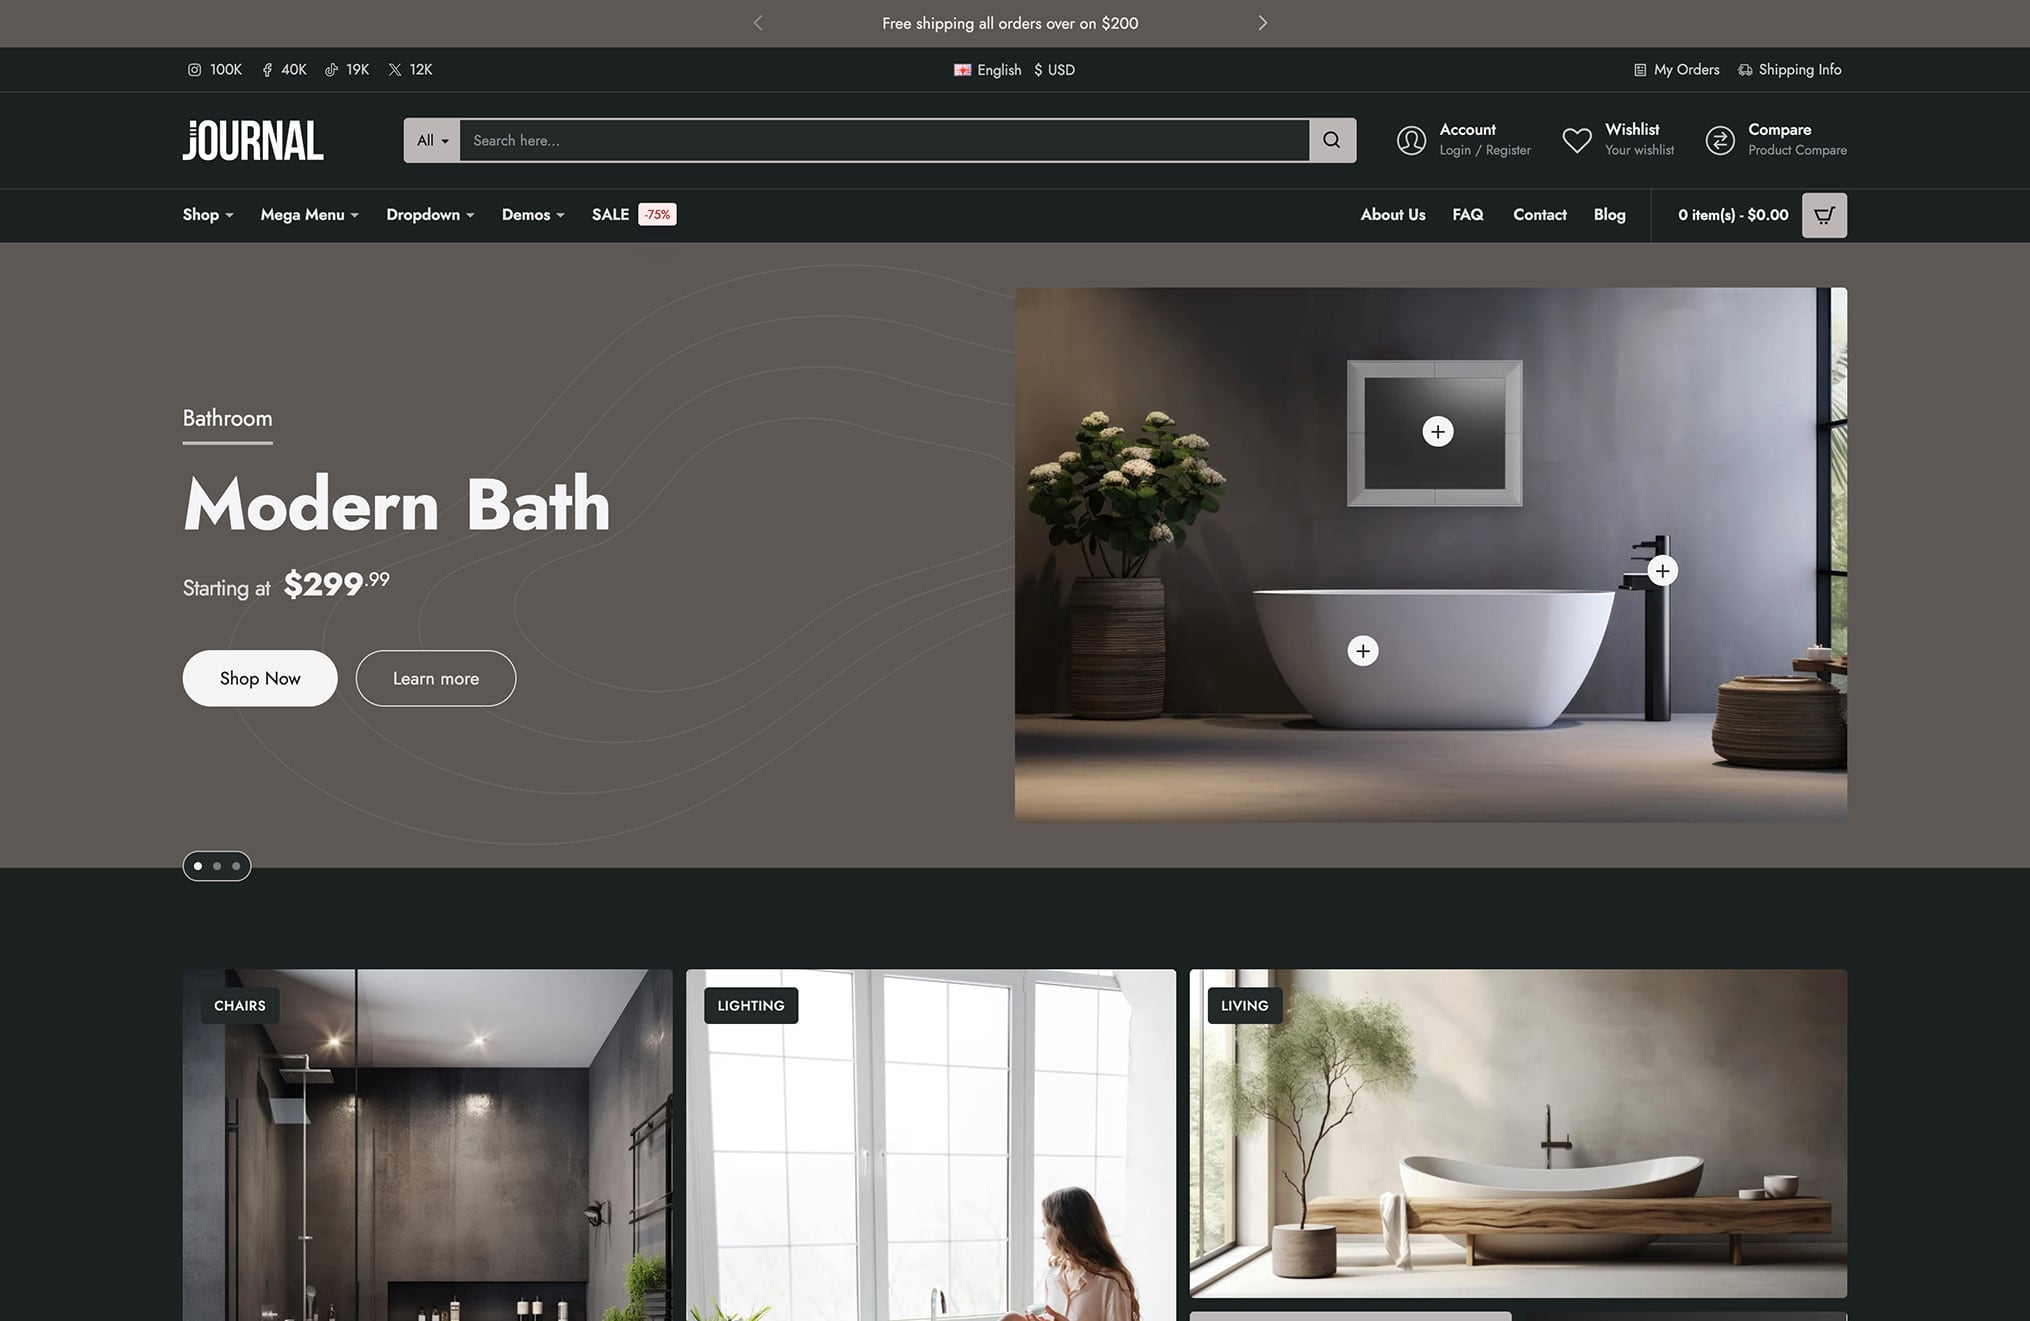 Free shipping all orders over on $200
100K 40K 19K 12K
English $ USD
My Orders Shipping Info
JOURNAL
All
Search here...
Account
Login / Register
Wishlist
Your wishlist
Compare
Product Compare
Shop Mega Menu Dropdown Demos SALE -75%
About Us FAQ Contact Blog
0 item(s) - $0.00
Bathroom
Modern Bath
Starting at $299.99
Shop Now Learn more
CHAIRS
LIGHTING
LIVING